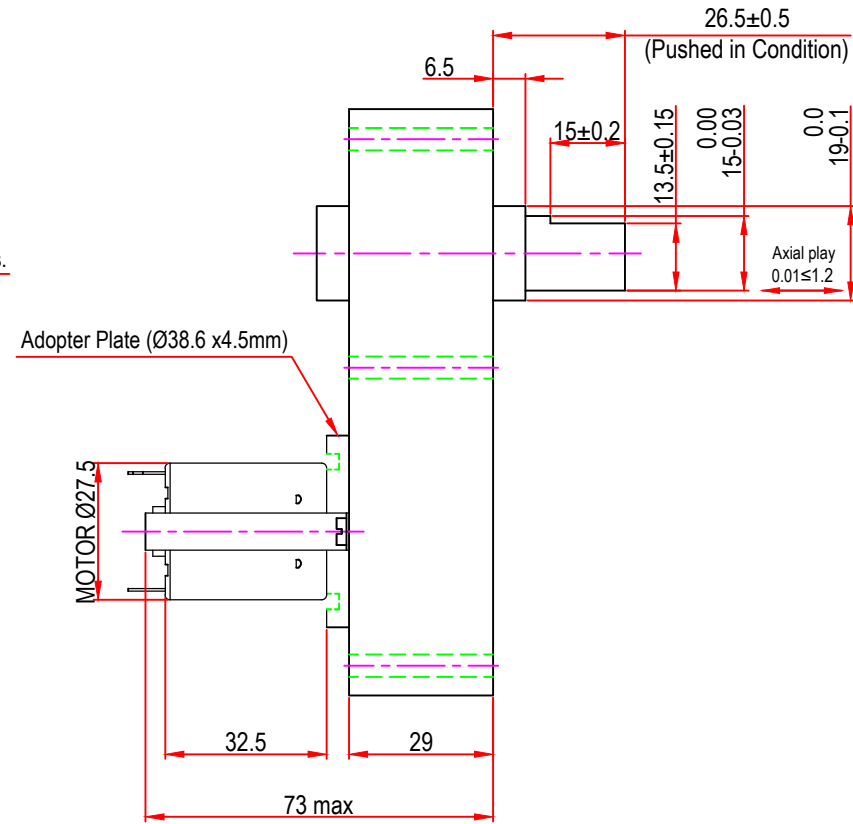 26.5±0.5
(Pushed in Condition)
6.5
15±0.2
13.5±0.15
0.00
15-0.03
0.0
19-0.1
Axial play
0.01≤1.2
Adopter Plate (Ø38.6 x4.5mm)
MOTOR Ø27.5
D
D
32.5
29
73 max